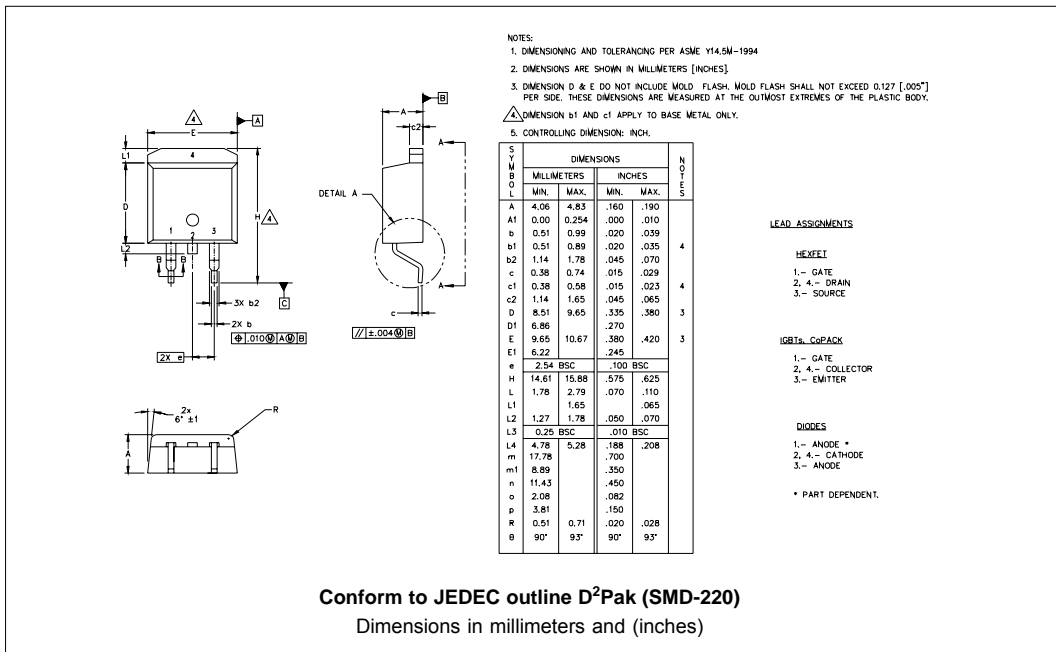 NOTES:
1. DIMENSIONING AND TOLERANCING PER ASME Y14.5M-1994
2. DIMENSIONS ARE SHOWN IN MILLIMETERS [INCHES].
3. DIMENSION D & E DO NOT INCLUDE MOLD FLASH. MOLD FLASH SHALL NOT EXCEED 0.127 [.005"]
PER SIDE. THESE DIMENSIONS ARE MEASURED AT THE OUTMOST EXTREMES OF THE PLASTIC BODY.
4 DIMENSION b1 AND c1 APPLY TO BASE METAL ONLY.
5. CONTROLLING DIMENSION: INCH.
4
E
A
L1
4
D
H 4
1 2 3
L2
B B
C
3X b2
2X b
⌖ .010 Ⓜ A Ⓜ B
2X e
A
B
c2
A
DETAIL A
A
c
// ±.004 Ⓜ B
2x
6° ±1
R
A
SYMBOL DIMENSIONS NOTES
MILLIMETERS INCHES
MIN. MAX. MIN. MAX.
A 4.06 4.83 .160 .190
A1 0.00 0.254 .000 .010
b 0.51 0.99 .020 .039
b1 0.51 0.89 .020 .035 4
b2 1.14 1.78 .045 .070
c 0.38 0.74 .015 .029
c1 0.38 0.58 .015 .023 4
c2 1.14 1.65 .045 .065
D 8.51 9.65 .335 .380 3
D1 6.86 .270
E 9.65 10.67 .380 .420 3
E1 6.22 .245
e 2.54 BSC .100 BSC
H 14.61 15.88 .575 .625
L 1.78 2.79 .070 .110
L1 1.65 .065
L2 1.27 1.78 .050 .070
L3 0.25 BSC .010 BSC
L4 4.78 5.28 .188 .208
m 17.78 .700
m1 8.89 .350
n 11.43 .450
o 2.08 .082
p 3.81 .150
R 0.51 0.71 .020 .028
θ 90° 93° 90° 93°
LEAD ASSIGNMENTS
HEXFET
1.- GATE
2, 4.- DRAIN
3.- SOURCE
IGBTs, CoPACK
1.- GATE
2, 4.- COLLECTOR
3.- EMITTER
DIODES
1.- ANODE *
2, 4.- CATHODE
3.- ANODE
* PART DEPENDENT.
Conform to JEDEC outline D²Pak (SMD-220)
Dimensions in millimeters and (inches)